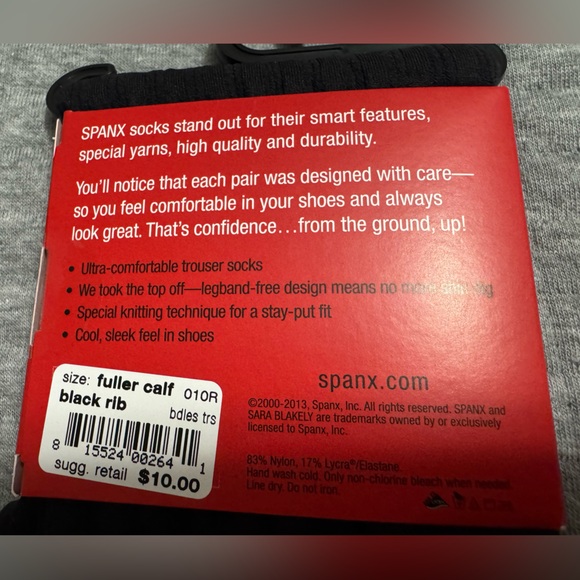 SPANX socks stand out for their smart features,
special yarns, high quality and durability.
You'll notice that each pair was designed with care—
so you feel comfortable in your shoes and always
look great. That's confidence...from the ground, up!
• Ultra-comfortable trouser socks
• We took the top off—legband-free design means no more
• Special knitting technique for a stay-put fit
• Cool, sleek feel in shoes
spanx.com
©2000-2013, Spanx, Inc. All rights reserved. SPANX and
SARA BLAKELY are trademarks owned by or exclusively
licensed to Spanx, Inc.
83% Nylon, 17% Lycra®/Elastane.
Hand wash cold. Only non-chlorine bleach when needed.
Line dry. Do not iron.
size: fuller calf 010R
black rib
bdles trs
8 15524 00264 1
sugg. retail $10.00